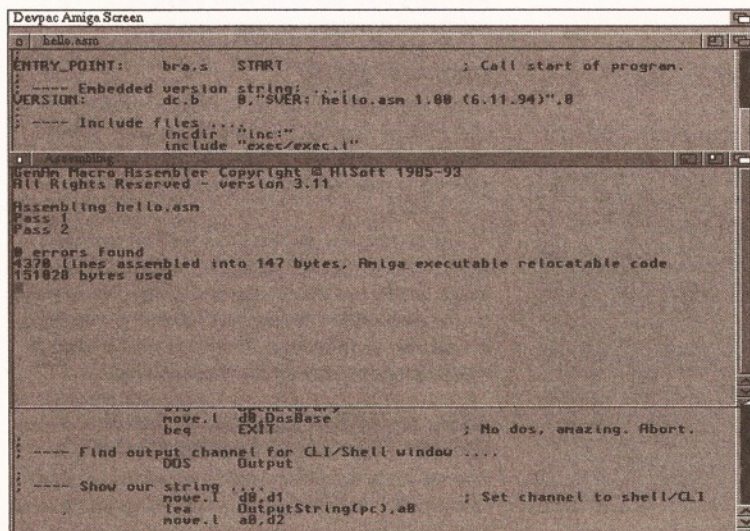 Devpac Amiga Screen
hello.asm
ENTRY_POINT: bra.s START ; Call start of program.
;
; ---- Embedded version string: ....
VERSION: dc.b 0,"$VER: hello.asm 1.00 (6.11.94)",0
;
; ---- Include files ....
incdir "inc:"
include "exec/exec.i"
Assembling
GenAm Macro Assembler Copyright © HiSoft 1985-93
All Rights Reserved - version 3.11
Assembling hello.asm
Pass 1
Pass 2
0 errors found
4370 lines assembled into 147 bytes, Amiga executable relocatable code
151028 bytes used
move.l d0,DosBase
beq EXIT ; No dos, amazing. Abort.
;
; ---- Find output channel for CLI/Shell window ....
DOS Output
;
; ---- Show our string ....
move.l d0,d1 ; Set channel to shell/CLI
lea OutputString(pc),a0
move.l a0,d2